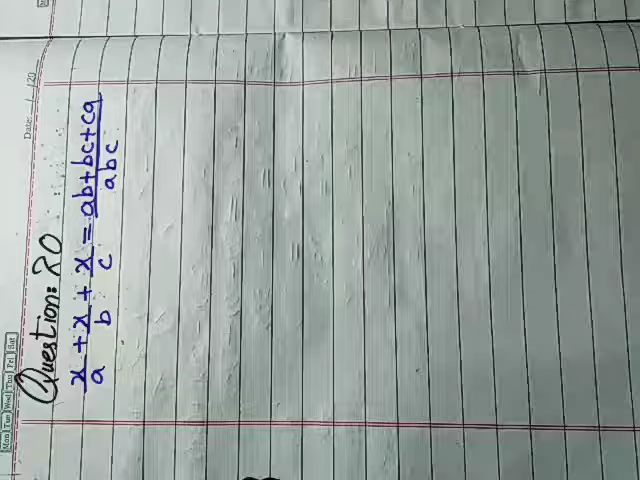 Mon Tue Wed Thu Fri Sat
Date: / /20
Question: 20
x/a + x/b + x/c = ab+bc+ca/abc